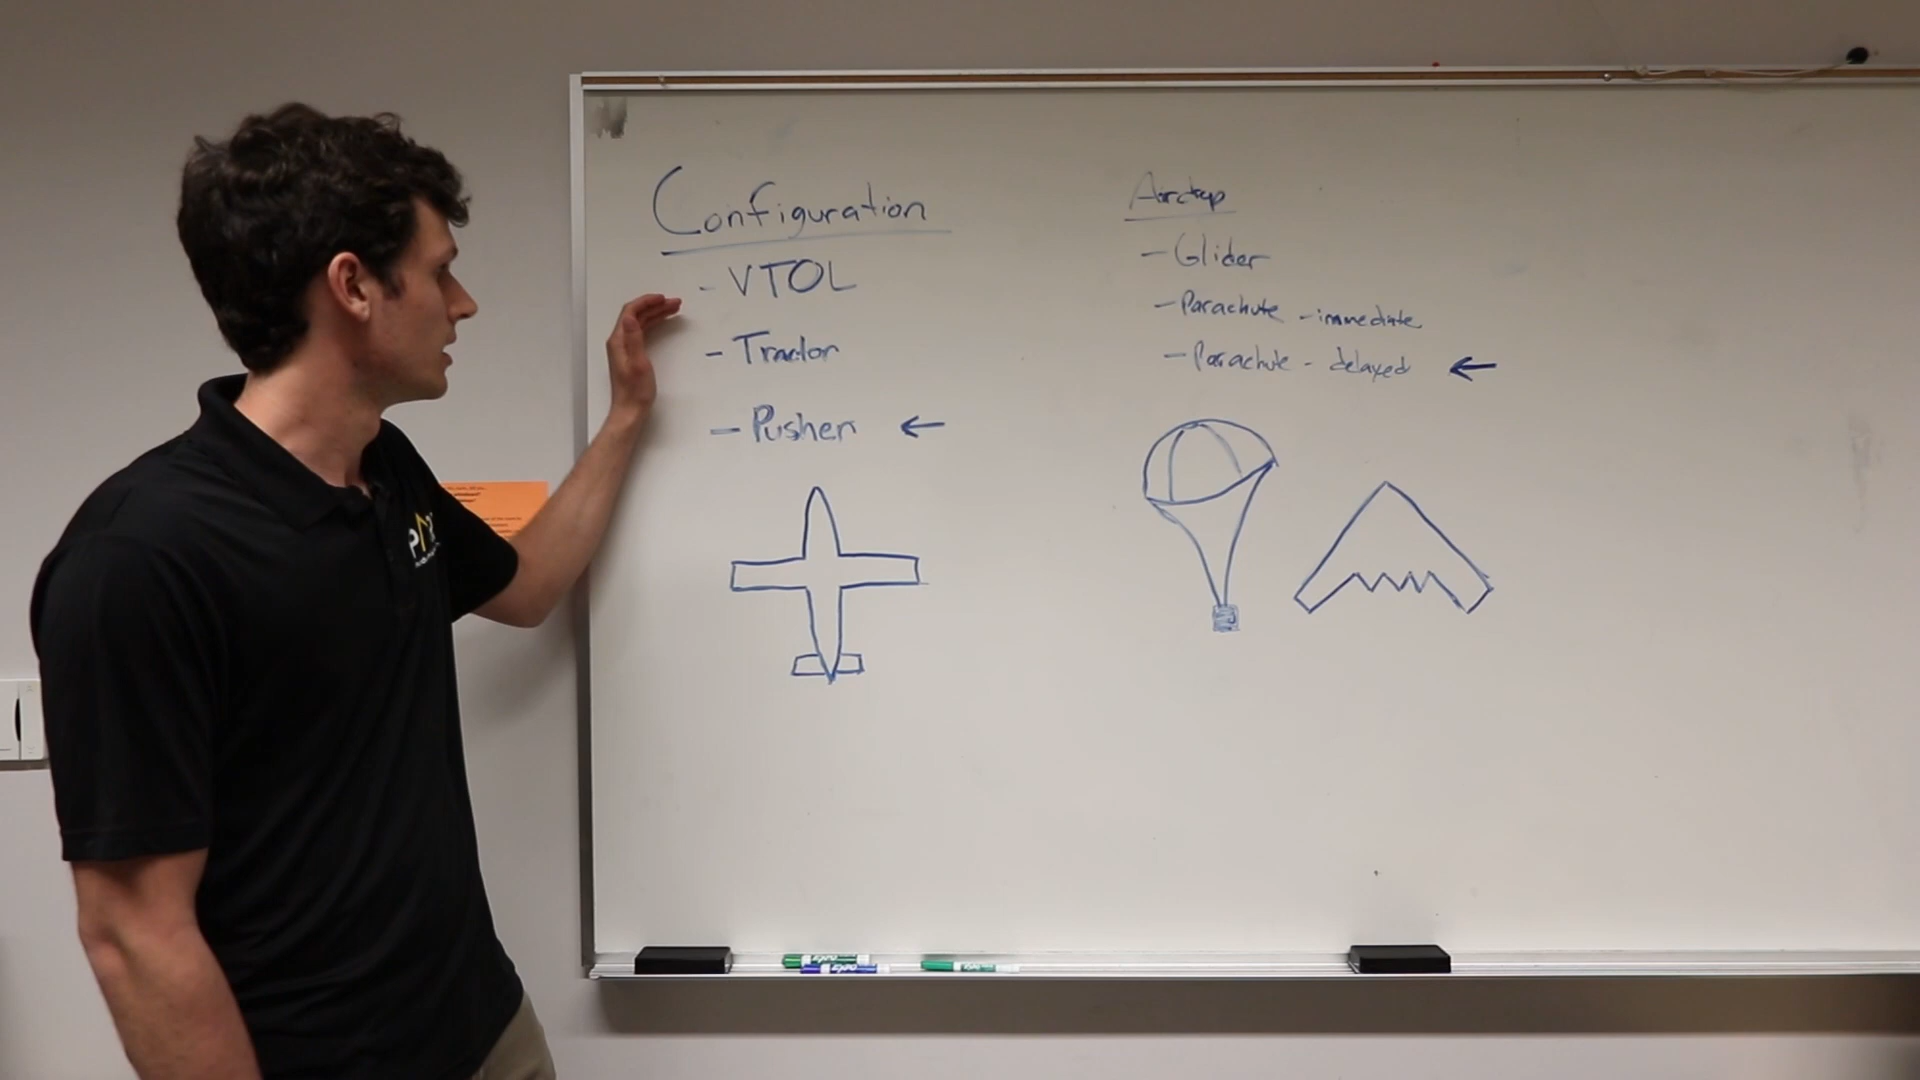 Configuration
- VTOL
- Tractor
- Pusher ←
Airdrop
- Glider
- Parachute - immediate
- Parachute - delayed ←